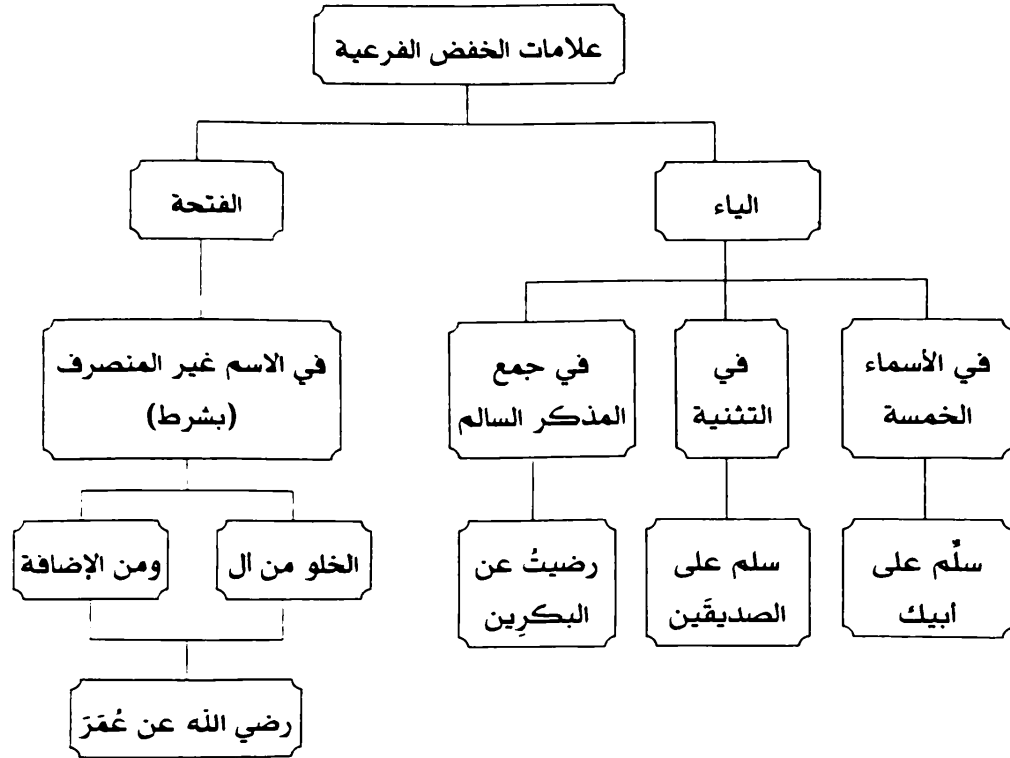 علامات الخفض الفرعية
الياء
الفتحة
في الأسماء
الخمسة
في
التثنية
في جمع
المذكر السالم
في الاسم غير المنصرف
(بشرط)
سلِّم على
أبيك
سلم على
الصديقَين
رضيتُ عن
البكرِين
الخلو من ال
ومن الإضافة
رضي الله عن عُمَرَ